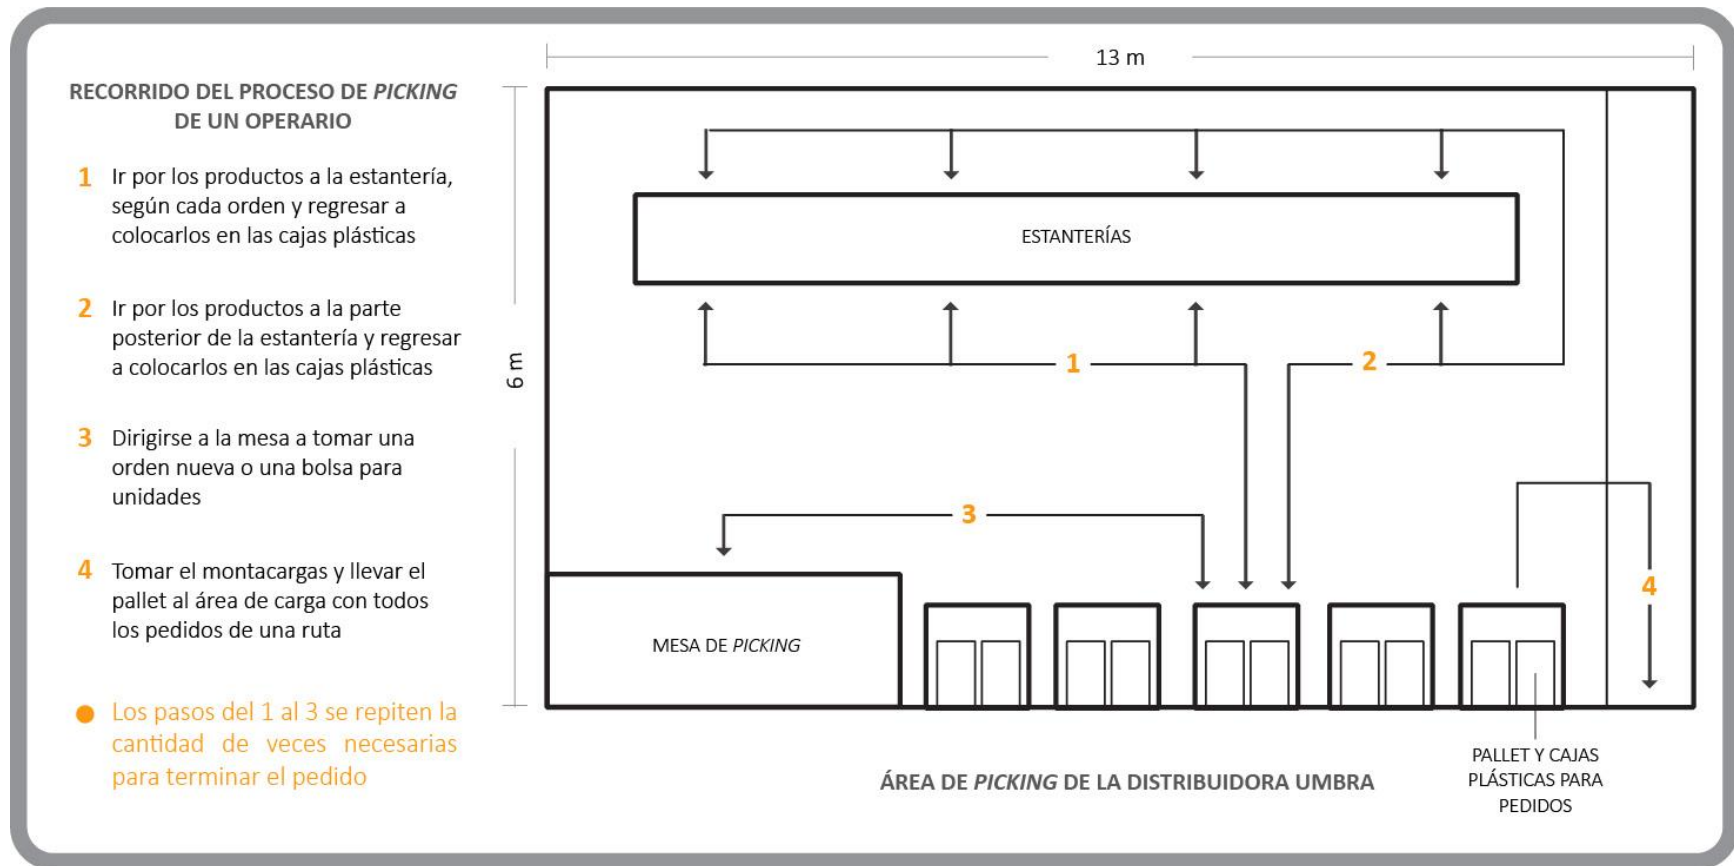 RECORRIDO DEL PROCESO DE PICKING
DE UN OPERARIO
1 Ir por los productos a la estantería,
según cada orden y regresar a
colocarlos en las cajas plásticas
2 Ir por los productos a la parte
posterior de la estantería y regresar
a colocarlos en las cajas plásticas
3 Dirigirse a la mesa a tomar una
orden nueva o una bolsa para
unidades
4 Tomar el montacargas y llevar el
pallet al área de carga con todos
los pedidos de una ruta
● Los pasos del 1 al 3 se repiten la
cantidad de veces necesarias
para terminar el pedido
13 m
6 m
ESTANTERÍAS
1
2
3
4
MESA DE PICKING
PALLET Y CAJAS
PLÁSTICAS PARA
PEDIDOS
ÁREA DE PICKING DE LA DISTRIBUIDORA UMBRA